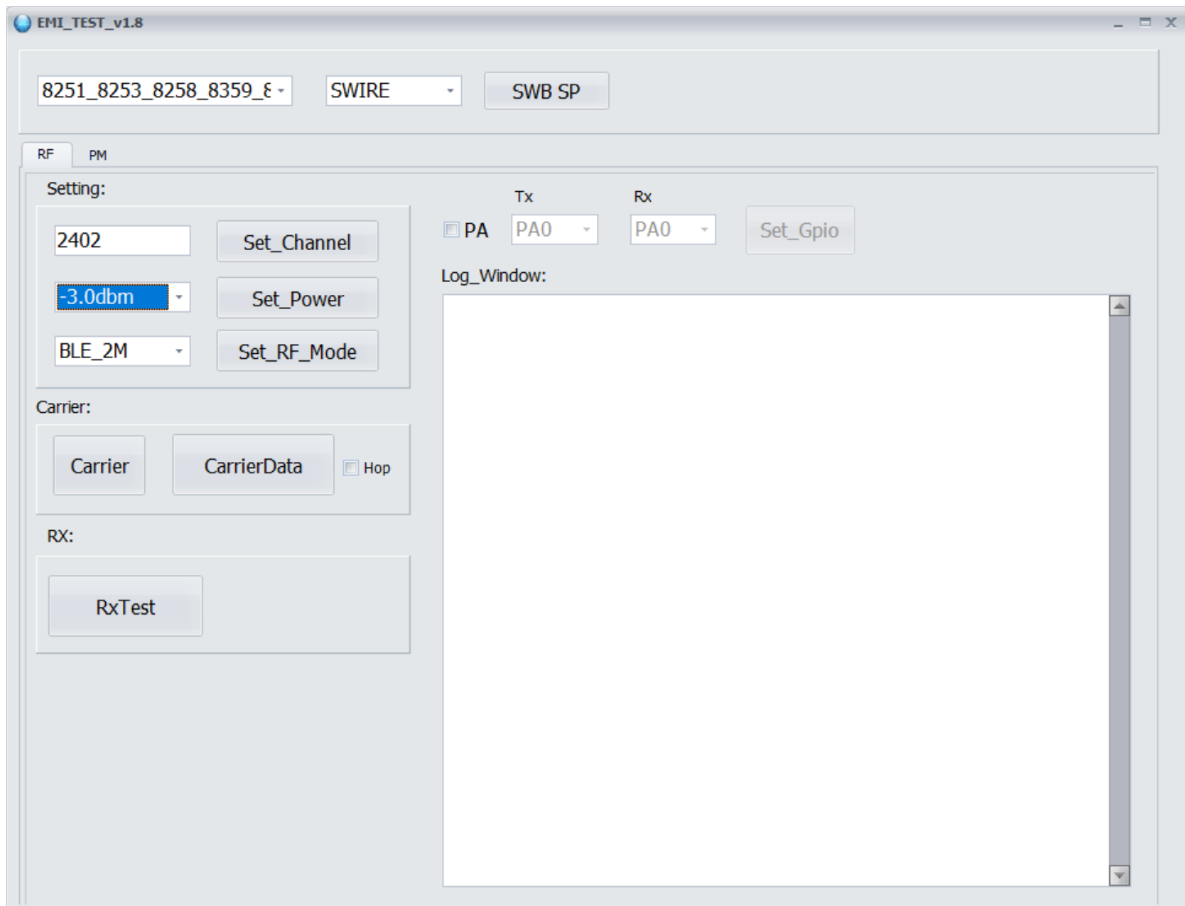 EMI_TEST_v1.8
8251_8253_8258_8359_8 SWIRE SWB SP
RF PM
Setting:
2402 Set_Channel
-3.0dbm Set_Power
BLE_2M Set_RF_Mode
Carrier:
Carrier CarrierData Hop
RX:
RxTest
Tx Rx
PA PA0 PA0 Set_Gpio
Log_Window: